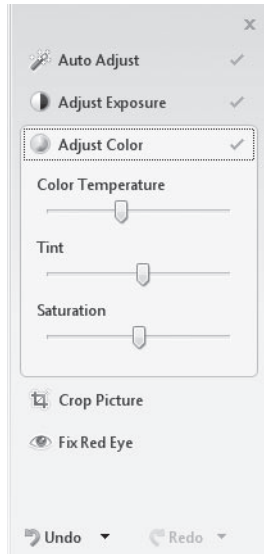 Auto Adjust
Adjust Exposure
Adjust Color
Color Temperature
Tint
Saturation
Crop Picture
Fix Red Eye
Undo
Redo